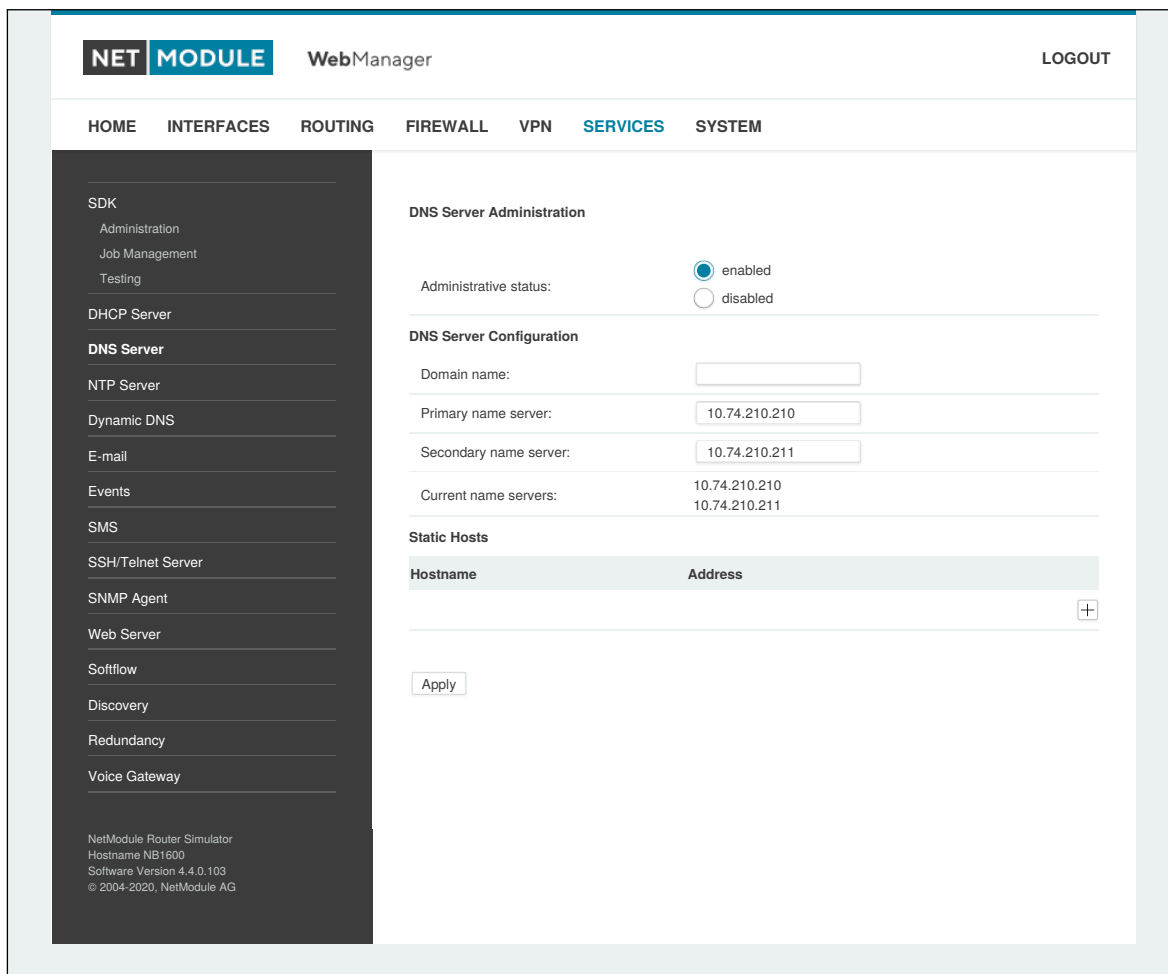 NET MODULE WebManager LOGOUT
HOME INTERFACES ROUTING FIREWALL VPN SERVICES SYSTEM
SDK
Administration
Job Management
Testing
DHCP Server
DNS Server
NTP Server
Dynamic DNS
E-mail
Events
SMS
SSH/Telnet Server
SNMP Agent
Web Server
Softflow
Discovery
Redundancy
Voice Gateway
NetModule Router Simulator
Hostname NB1600
Software Version 4.4.0.103
© 2004-2020, NetModule AG
DNS Server Administration
Administrative status:
enabled
disabled
DNS Server Configuration
Domain name:
Primary name server: 10.74.210.210
Secondary name server: 10.74.210.211
Current name servers:
10.74.210.210
10.74.210.211
Static Hosts
Hostname Address
Apply